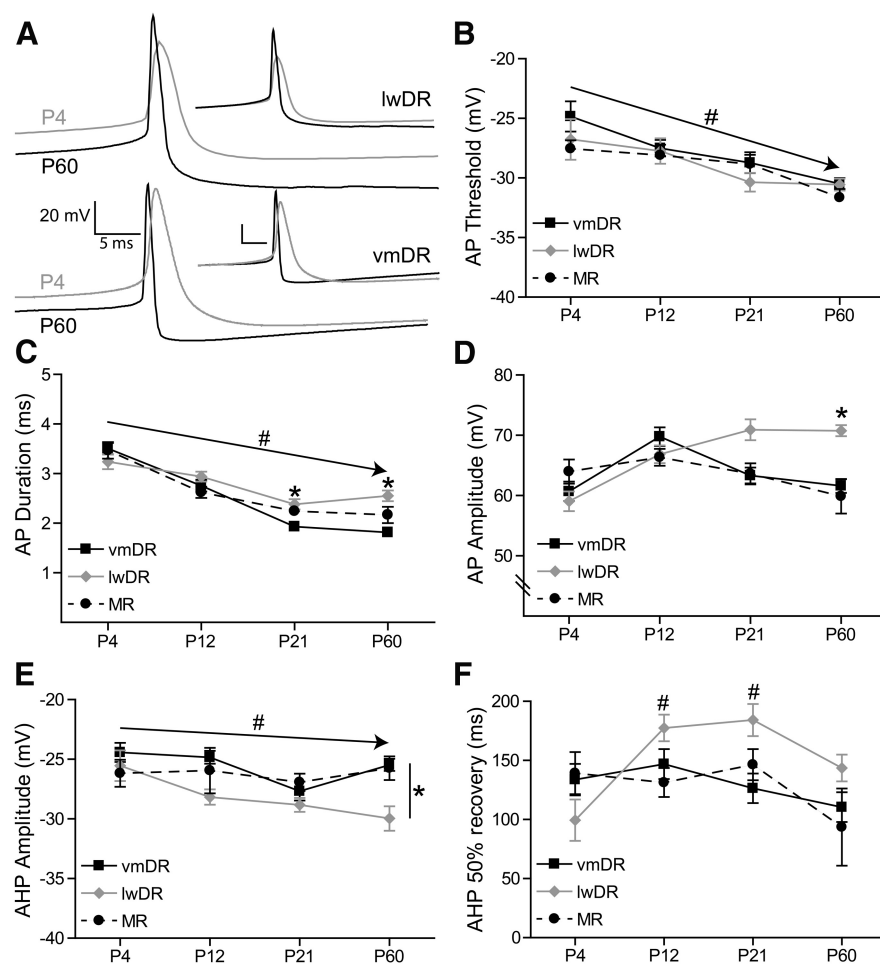 A
P4
P60
lwDR
20 mV
5 ms
P4
P60
vmDR
B
AP Threshold (mV)
-20
-25
-30
-35
-40
#
vmDR
lwDR
MR
P4 P12 P21 P60
C
AP Duration (ms)
5
4
3
2
1
#
* *
vmDR
lwDR
MR
P4 P12 P21 P60
D
AP Amplitude (mV)
80
70
60
50
*
vmDR
lwDR
MR
P4 P12 P21 P60
E
AHP Amplitude (mV)
-20
-25
-30
-35
-40
#
*
vmDR
lwDR
MR
P4 P12 P21 P60
F
AHP 50% recovery (ms)
200
150
100
50
0
# #
vmDR
lwDR
MR
P4 P12 P21 P60